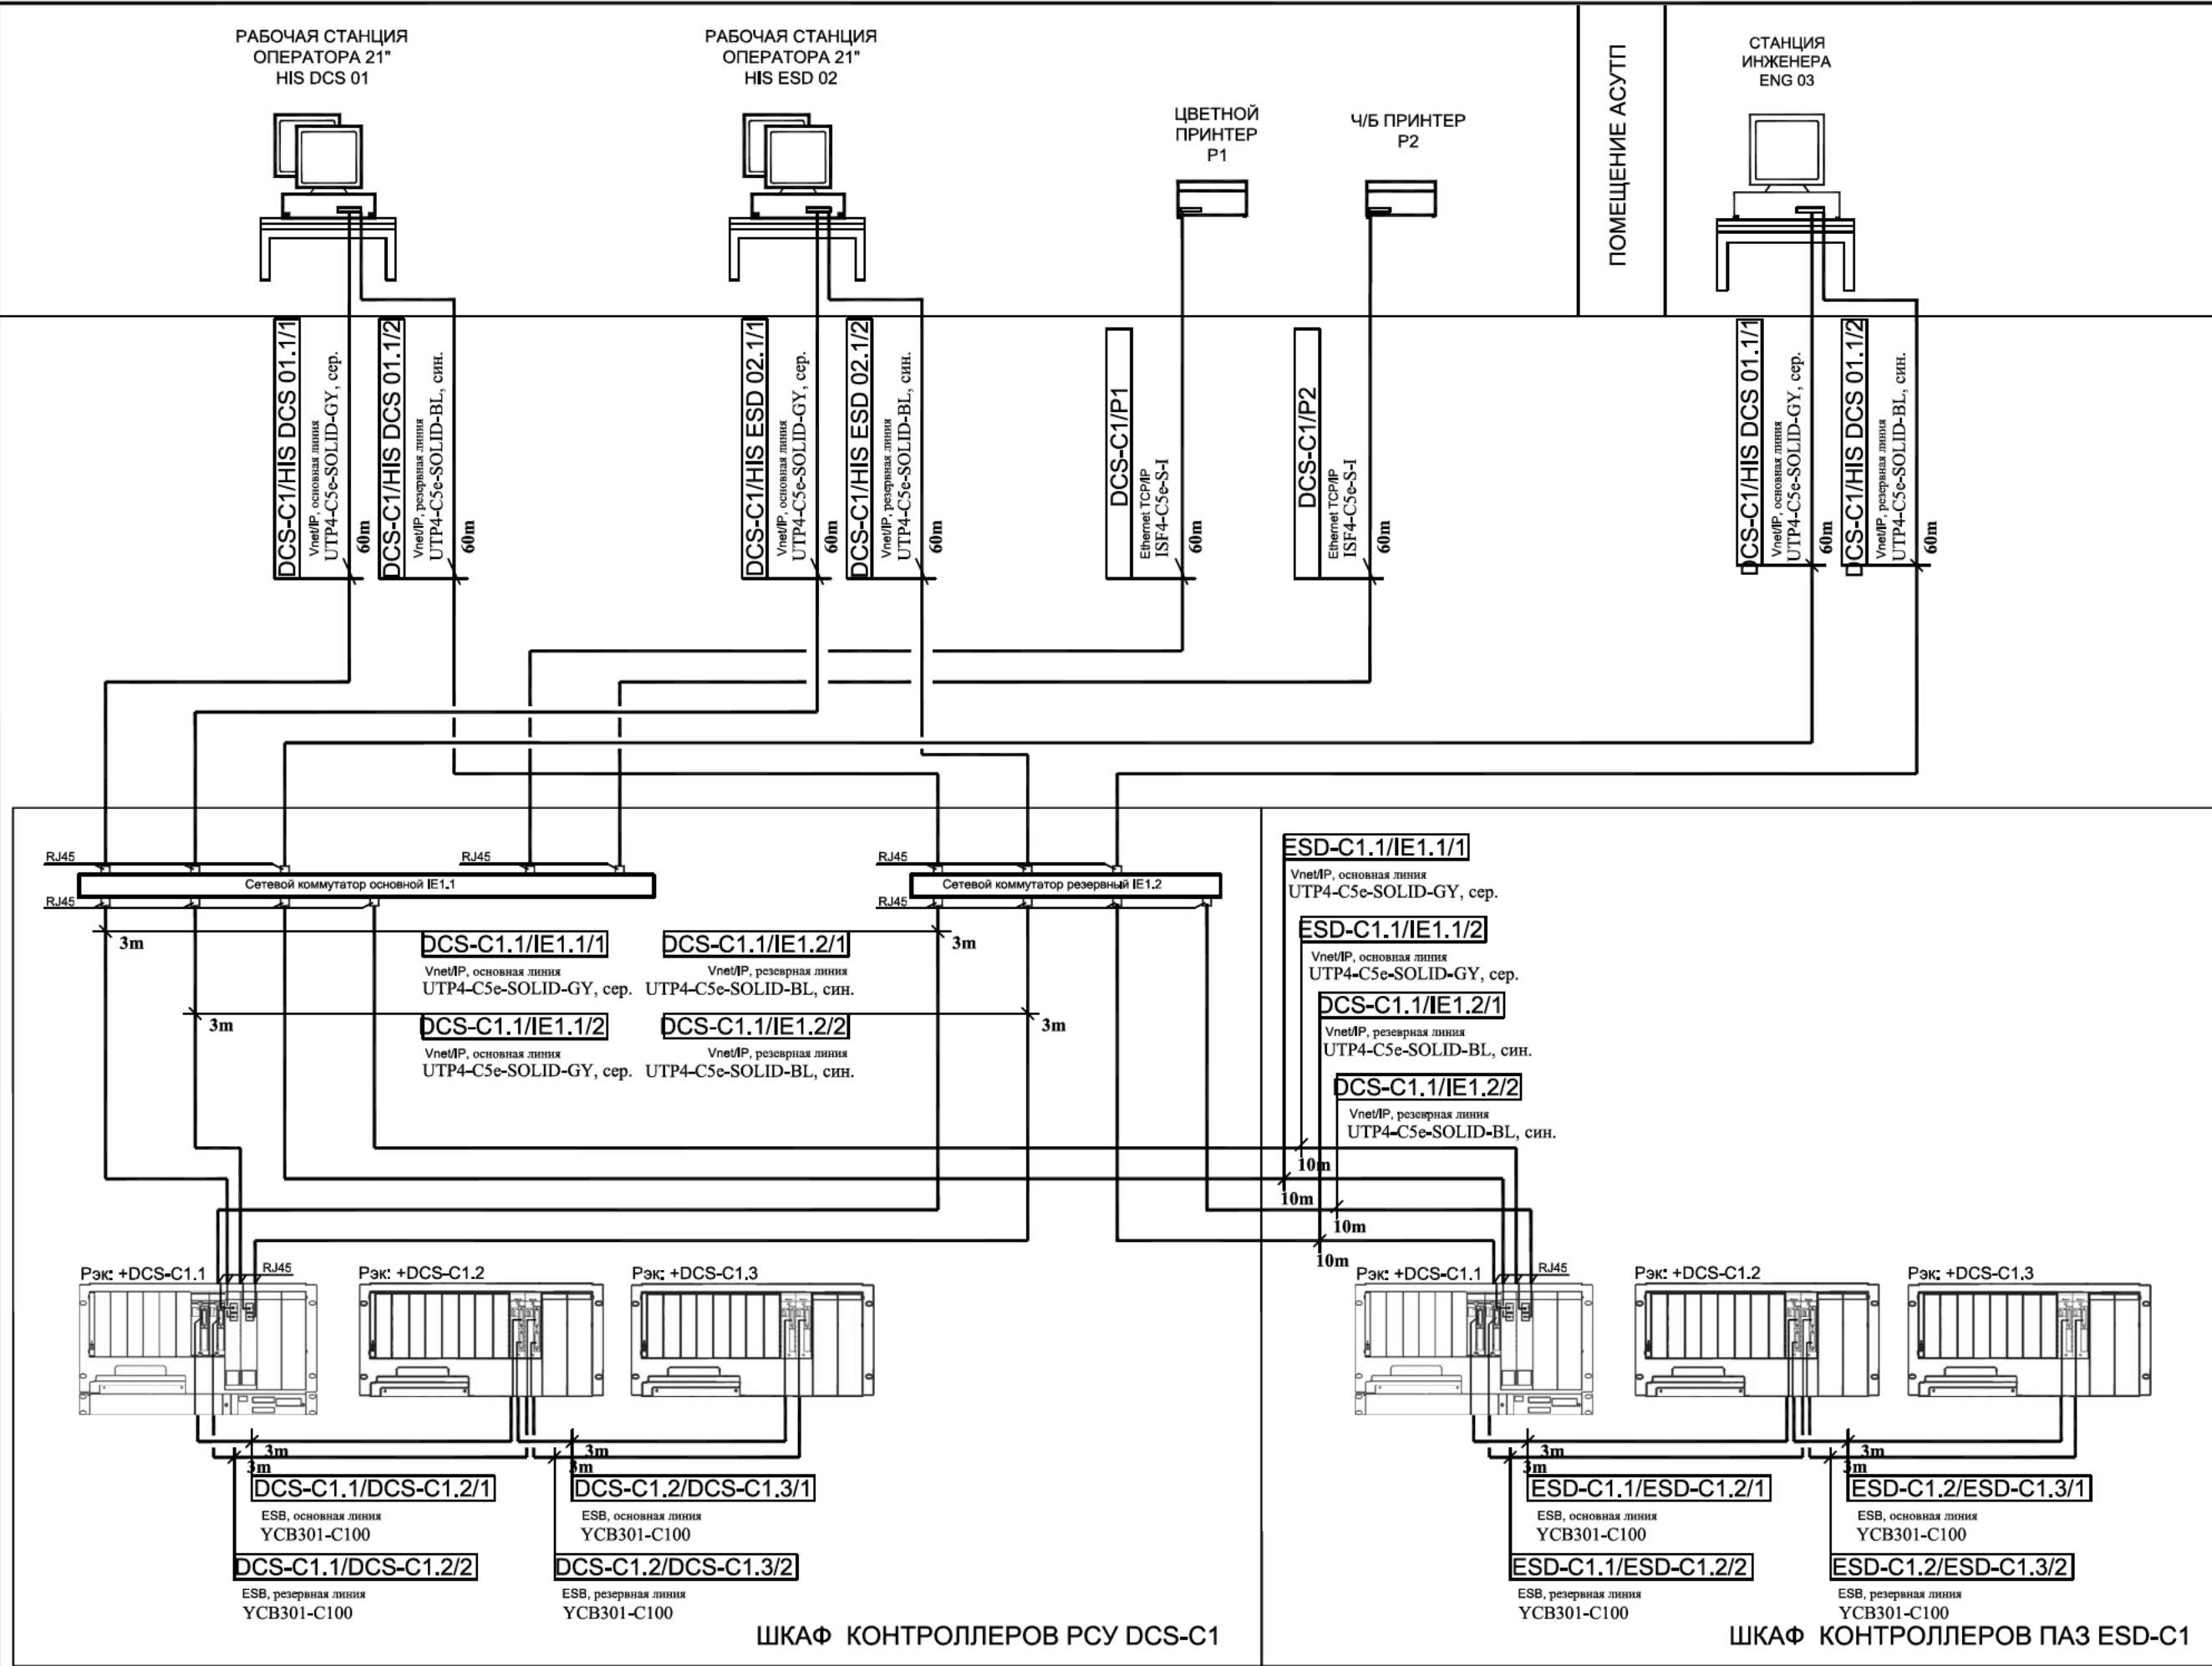 РАБОЧАЯ СТАНЦИЯ
ОПЕРАТОРА 21"
HIS DCS 01
РАБОЧАЯ СТАНЦИЯ
ОПЕРАТОРА 21"
HIS ESD 02
ЦВЕТНОЙ
ПРИНТЕР
P1
Ч/Б ПРИНТЕР
P2
ПОМЕЩЕНИЕ АСУТП
СТАНЦИЯ
ИНЖЕНЕРА
ENG 03
DCS-C1/HIS DCS 01.1/1
Vnet/IP, основная линия
UTP4-C5e-SOLID-GY, сер.
60m
DCS-C1/HIS DCS 01.1/2
Vnet/IP, резервная линия
UTP4-C5e-SOLID-BL, син.
60m
DCS-C1/HIS ESD 02.1/1
Vnet/IP, основная линия
UTP4-C5e-SOLID-GY, сер.
60m
DCS-C1/HIS ESD 02.1/2
Vnet/IP, резервная линия
UTP4-C5e-SOLID-BL, син.
60m
DCS-C1/P1
Ethernet TCP/IP
ISF4-C5e-S-I
60m
DCS-C1/P2
Ethernet TCP/IP
ISF4-C5e-S-I
60m
DCS-C1/HIS DCS 01.1/1
Vnet/IP, основная линия
UTP4-C5e-SOLID-GY, сер.
60m
DCS-C1/HIS DCS 01.1/2
Vnet/IP, резервная линия
UTP4-C5e-SOLID-BL, син.
60m
RJ45
RJ45
Сетевой коммутатор основной IE1.1
RJ45
RJ45
Сетевой коммутатор резервный IE1.2
RJ45
3m
DCS-C1.1/IE1.1/1
Vnet/IP, основная линия
UTP4-C5e-SOLID-GY, сер.
DCS-C1.1/IE1.2/1
3m
Vnet/IP, резеврная линия
UTP4-C5e-SOLID-BL, син.
3m
DCS-C1.1/IE1.1/2
Vnet/IP, основная линия
UTP4-C5e-SOLID-GY, сер.
DCS-C1.1/IE1.2/2
3m
Vnet/IP, резеврная линия
UTP4-C5e-SOLID-BL, син.
ESD-C1.1/IE1.1/1
Vnet/IP, основная линия
UTP4-C5e-SOLID-GY, сер.
ESD-C1.1/IE1.1/2
Vnet/IP, основная линия
UTP4-C5e-SOLID-GY, сер.
DCS-C1.1/IE1.2/1
Vnet/IP, резеврная линия
UTP4-C5e-SOLID-BL, син.
DCS-C1.1/IE1.2/2
Vnet/IP, резеврная линия
UTP4-C5e-SOLID-BL, син.
10m
10m
10m
10m
Рэк: +DCS-C1.1
RJ45
Рэк: +DCS-C1.2
Рэк: +DCS-C1.3
Рэк: +DCS-C1.1
RJ45
Рэк: +DCS-C1.2
Рэк: +DCS-C1.3
3m
3m
DCS-C1.1/DCS-C1.2/1
ESB, основная линия
YCB301-C100
DCS-C1.1/DCS-C1.2/2
ESB, резервная линия
YCB301-C100
3m
3m
DCS-C1.2/DCS-C1.3/1
ESB, основная линия
YCB301-C100
DCS-C1.2/DCS-C1.3/2
ESB, резервная линия
YCB301-C100
ШКАФ КОНТРОЛЛЕРОВ РСУ DCS-C1
3m
3m
ESD-C1.1/ESD-C1.2/1
ESB, основная линия
YCB301-C100
ESD-C1.1/ESD-C1.2/2
ESB, резервная линия
YCB301-C100
3m
3m
ESD-C1.2/ESD-C1.3/1
ESB, основная линия
YCB301-C100
ESD-C1.2/ESD-C1.3/2
ESB, резервная линия
YCB301-C100
ШКАФ КОНТРОЛЛЕРОВ ПАЗ ESD-C1